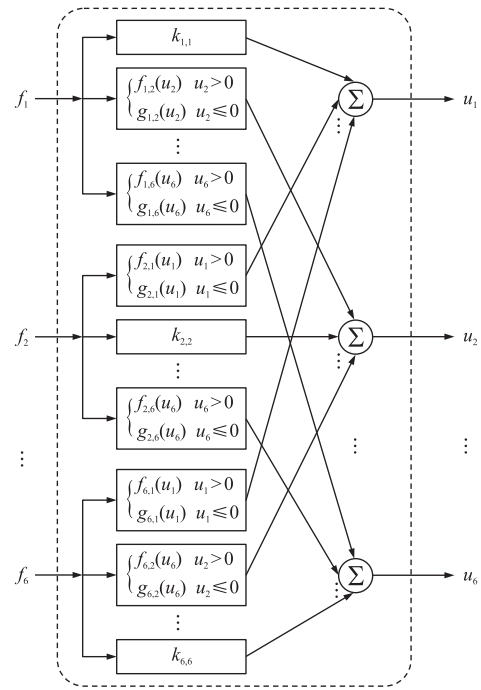 k1,1
f1
f1,2(u2) u2>0
g1,2(u2) u2≤0
Σ
u1
f1,6(u6) u6>0
g1,6(u6) u6≤0
f2,1(u1) u1>0
g2,1(u1) u1≤0
f2
k2,2
Σ
u2
f2,6(u6) u6>0
g2,6(u6) u6≤0
f6,1(u1) u1>0
g6,1(u1) u1≤0
f6
f6,2(u6) u2>0
g6,2(u6) u2≤0
Σ
u6
k6,6